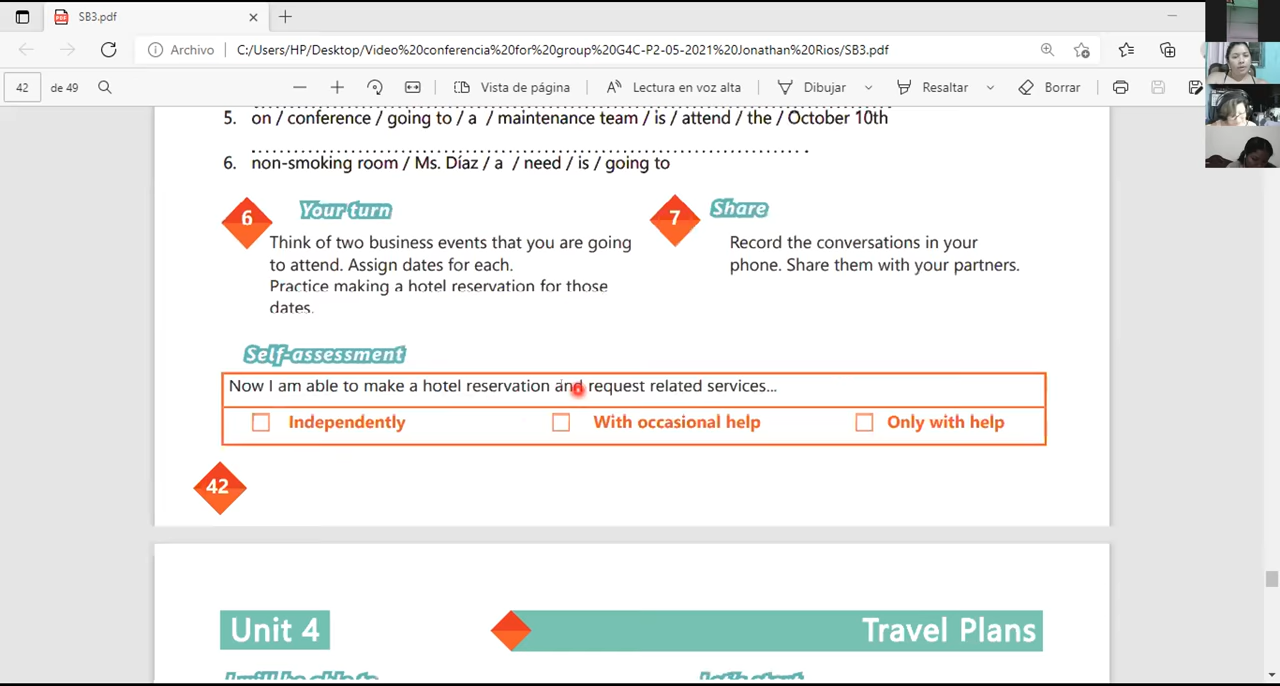 SB3.pdf
Archivo
C:/Users/HP/Desktop/Video%20conferencia%20for%20group%20G4C-P2-05-2021%20Jonathan%20Rios/SB3.pdf
42 de 49
Vista de página
Lectura en voz alta
Dibujar
Resaltar
Borrar
5. on / conference / going to / a / maintenance team / is / attend / the / October 10th
6. non-smoking room / Ms. Díaz / a / need / is / going to
6 Your turn
Think of two business events that you are going
to attend. Assign dates for each.
Practice making a hotel reservation for those
dates.
7 Share
Record the conversations in your
phone. Share them with your partners.
Self-assessment
Now I am able to make a hotel reservation and request related services...
Independently
With occasional help
Only with help
42
Unit 4
Travel Plans
I will be able to
Let's start